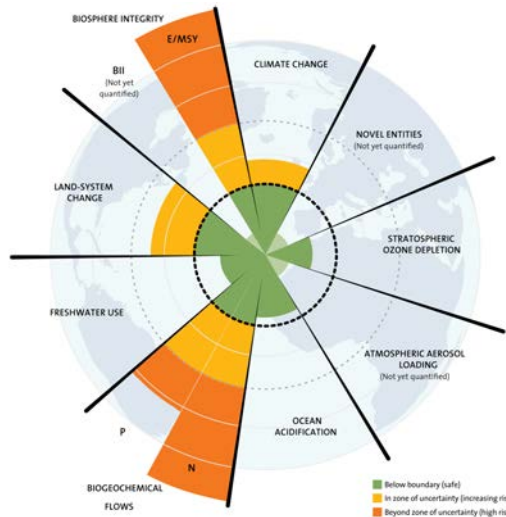 BIOSPHERE INTEGRITY
E/MSY
BII
(Not yet
quantified)
CLIMATE CHANGE
NOVEL ENTITIES
(Not yet quantified)
LAND-SYSTEM
CHANGE
STRATOSPHERIC
OZONE DEPLETION
FRESHWATER USE
ATMOSPHERIC AEROSOL
LOADING
(Not yet quantified)
OCEAN
ACIDIFICATION
P
N
BIOGEOCHEMICAL
FLOWS
Below boundary (safe)
In zone of uncertainty (increasing ris
Beyond zone of uncertainty (high ris